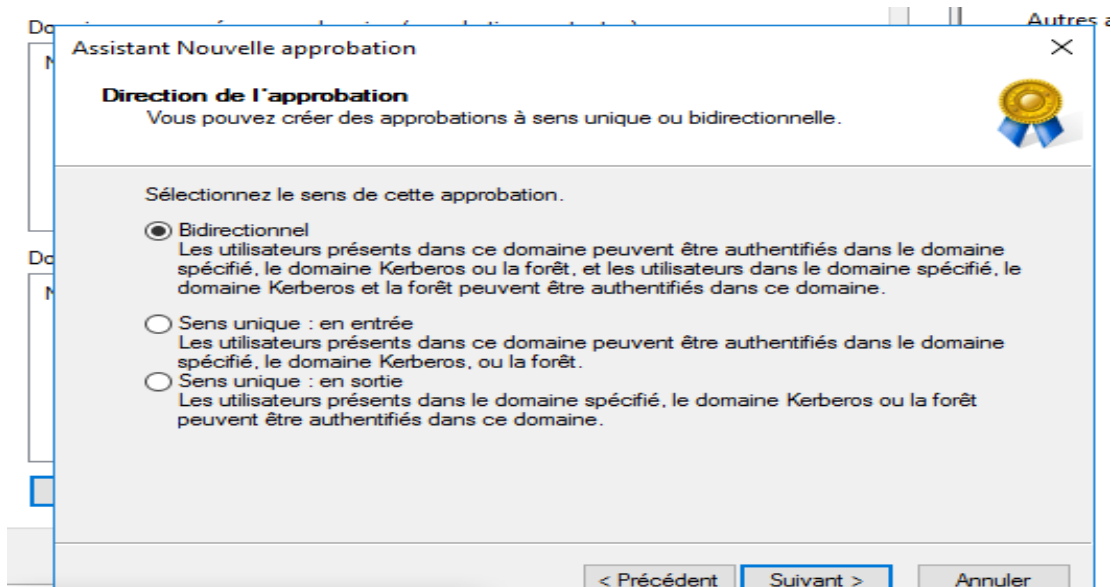 Autres
Assistant Nouvelle approbation
Direction de l'approbation
Vous pouvez créer des approbations à sens unique ou bidirectionnelle.
Sélectionnez le sens de cette approbation.
Bidirectionnel
Les utilisateurs présents dans ce domaine peuvent être authentifiés dans le domaine
spécifié, le domaine Kerberos ou la forêt, et les utilisateurs dans le domaine spécifié, le
domaine Kerberos et la forêt peuvent être authentifiés dans ce domaine.
Sens unique : en entrée
Les utilisateurs présents dans ce domaine peuvent être authentifiés dans le domaine
spécifié, le domaine Kerberos, ou la forêt.
Sens unique : en sortie
Les utilisateurs présents dans le domaine spécifié, le domaine Kerberos ou la forêt
peuvent être authentifiés dans ce domaine.
< Précédent Suivant > Annuler